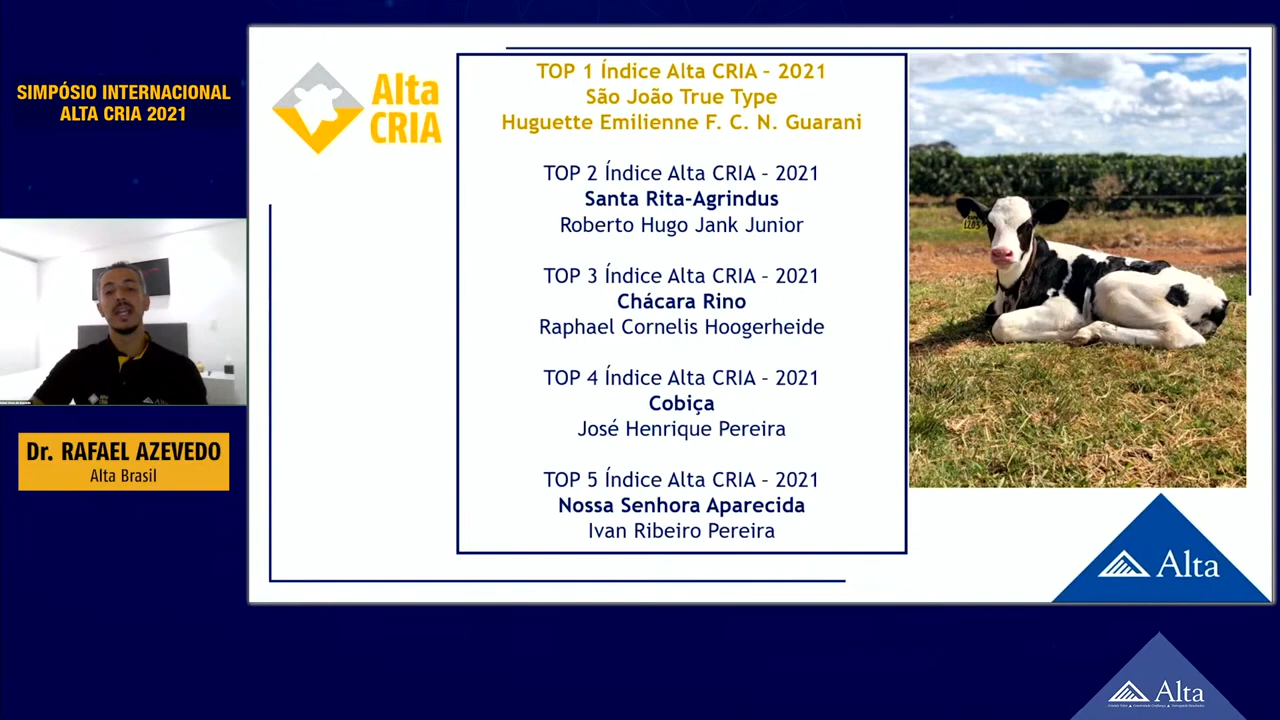 SIMPÓSIO INTERNACIONAL
ALTA CRIA 2021
Dr. RAFAEL AZEVEDO
Alta Brasil
Alta
CRIA
TOP 1 Índice Alta CRIA – 2021
São João True Type
Huguette Emilienne F. C. N. Guarani
TOP 2 Índice Alta CRIA – 2021
Santa Rita-Agrindus
Roberto Hugo Jank Junior
TOP 3 Índice Alta CRIA – 2021
Chácara Rino
Raphael Cornelis Hoogerheide
TOP 4 Índice Alta CRIA – 2021
Cobiça
José Henrique Pereira
TOP 5 Índice Alta CRIA – 2021
Nossa Senhora Aparecida
Ivan Ribeiro Pereira
Alta
Alta